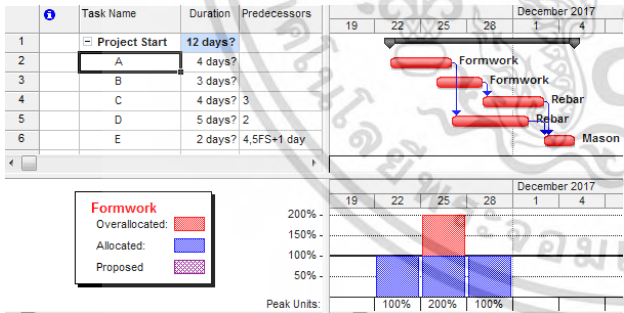 Task Name Duration Predecessors
December 2017
19 22 25 28 1 4
1 Project Start 12 days?
2 A 4 days? Formwork
3 B 3 days? Formwork
4 C 4 days? 3 Rebar
5 D 5 days? 2 Rebar
6 E 2 days? 4,5FS+1 day Mason
December 2017
19 22 25 28 1 4
Formwork
Overallocated:
Allocated:
Proposed
200%
150%
100%
50%
Peak Units: 100% 200% 100%